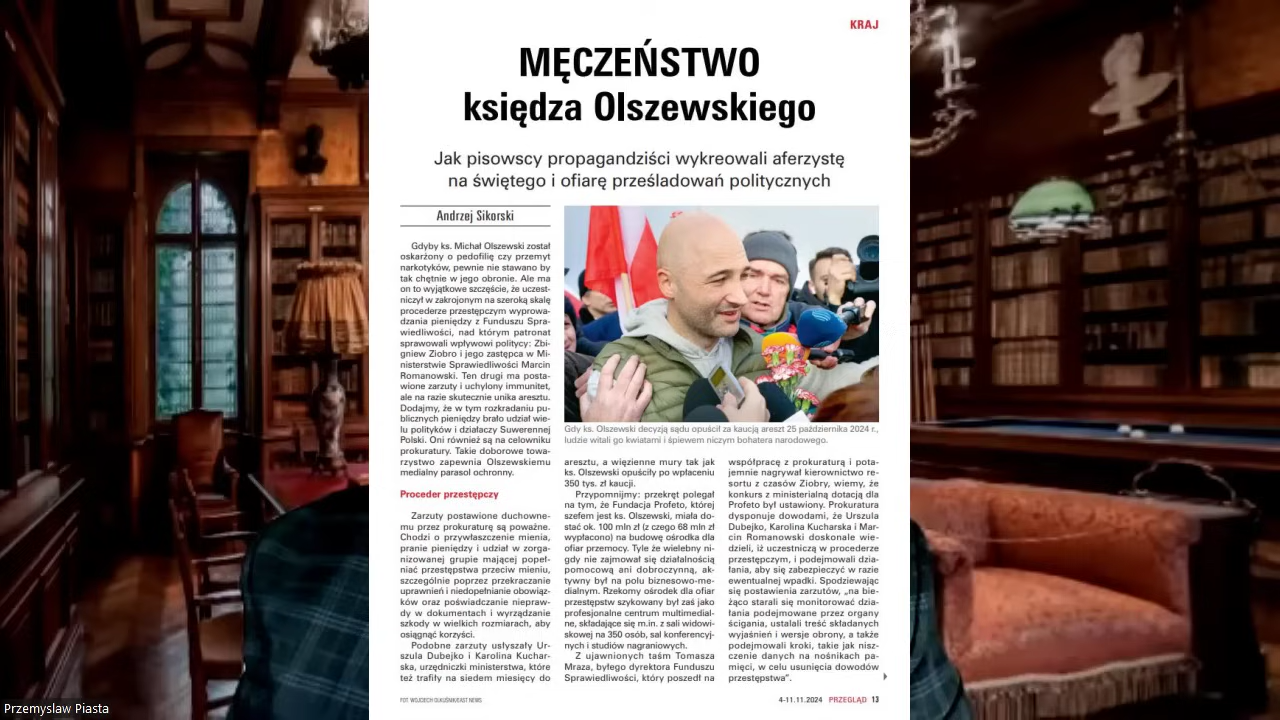 KRAJ
MĘCZEŃSTWO
księdza Olszewskiego
Jak pisowscy propagandziści wykreowali aferzystę
na świętego i ofiarę prześladowań politycznych
Andrzej Sikorski
Gdyby ks. Michał Olszewski został
oskarżony o pedofilię czy przemyt
narkotyków, pewnie nie stawano by
tak chętnie w jego obronie. Ale ma
on to wyjątkowe szczęście, że uczest-
niczył w zakrojonym na szeroką skalę
procederze przestępczym wyprowa-
dzania pieniędzy z Funduszu Spra-
wiedliwości, nad którym patronat
sprawowali wpływowi politycy: Zbi-
gniew Ziobro i jego zastępca w Mi-
nisterstwie Sprawiedliwości Marcin
Romanowski. Ten drugi ma posta-
wione zarzuty i uchylony immunitet,
ale na razie skutecznie unika aresztu.
Dodajmy, że w tym rozkradaniu pu-
blicznych pieniędzy brało udział wie-
lu polityków i działaczy Suwerennej
Polski. Oni również są na celowniku
prokuratury. Takie doborowe towa-
rzystwo zapewnia Olszewskiemu
medialny parasol ochronny.
Proceder przestępczy
Zarzuty postawione duchowne-
mu przez prokuraturę są poważne.
Chodzi o przywłaszczenie mienia,
pranie pieniędzy i udział w zorga-
nizowanej grupie mającej popeł-
niać przestępstwa przeciw mieniu,
szczególnie poprzez przekraczanie
uprawnień i niedopełnianie obowiąz-
ków oraz poświadczanie niepraw-
dy w dokumentach i wyrządzanie
szkody w wielkich rozmiarach, aby
osiągnąć korzyści.
Podobne zarzuty usłyszały Ur-
szula Dubejko i Karolina Kuchar-
ska, urzędniczki ministerstwa, które
też trafiły na siedem miesięcy do
Gdy ks. Olszewski decyzją sądu opuścił za kaucją areszt 25 października 2024 r.,
ludzie witali go kwiatami i śpiewem niczym bohatera narodowego.
aresztu, a więzienne mury tak jak
ks. Olszewski opuściły po wpłaceniu
350 tys. zł kaucji.
Przypomnijmy: przekręt polegał
na tym, że Fundacja Profeto, której
szefem jest ks. Olszewski, miała do-
stać ok. 100 mln zł (z czego 68 mln zł
wypłacono) na budowę ośrodka dla
ofiar przemocy. Tyle że wielebny ni-
gdy nie zajmował się działalnością
pomocową ani dobroczynną, ak-
tywny był na polu biznesowo-me-
dialnym. Rzekomy ośrodek dla ofiar
przestępstw szykowany był zaś jako
profesjonalne centrum multimedial-
ne, składające się m.in. z sali widowi-
skowej na 350 osób, sal konferencyj-
nych i studiów nagraniowych.
Z ujawnionych taśm Tomasza
Mraza, byłego dyrektora Funduszu
Sprawiedliwości, który poszedł na
współpracę z prokuraturą i pota-
jemnie nagrywał kierownictwo re-
sortu z czasów Ziobry, wiemy, że
konkurs z ministerialną dotacją dla
Profeto był ustawiony. Prokuratura
dysponuje dowodami, że Urszula
Dubejko, Karolina Kucharska i Mar-
cin Romanowski doskonale wie-
dzieli, iż uczestniczą w procederze
przestępczym, i podejmowali dzia-
łania, aby się zabezpieczyć w razie
ewentualnej wpadki. Spodziewając
się postawienia zarzutów, „na bie-
żąco starali się monitorować dzia-
łania podejmowane przez organy
ścigania, ustalali treść składanych
wyjaśnień i wersje obrony, a także
podejmowali kroki, takie jak nisz-
czenie danych na nośnikach pa-
mięci, w celu usunięcia dowodów
przestępstwa”.
4-11.11.2024 PRZEGLĄD 13
Przemyslaw Piasta